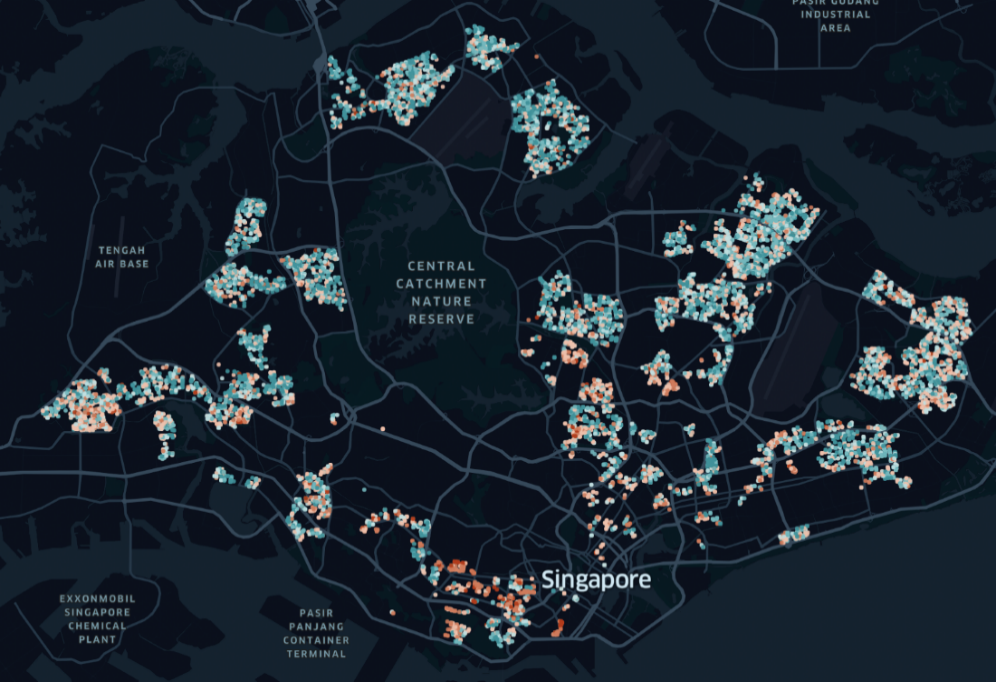 PASIR GUDANG
INDUSTRIAL
AREA
TENGAH
AIR BASE
CENTRAL
CATCHMENT
NATURE
RESERVE
Singapore
EXXONMOBIL
SINGAPORE
CHEMICAL
PLANT
PASIR
PANJANG
CONTAINER
TERMINAL